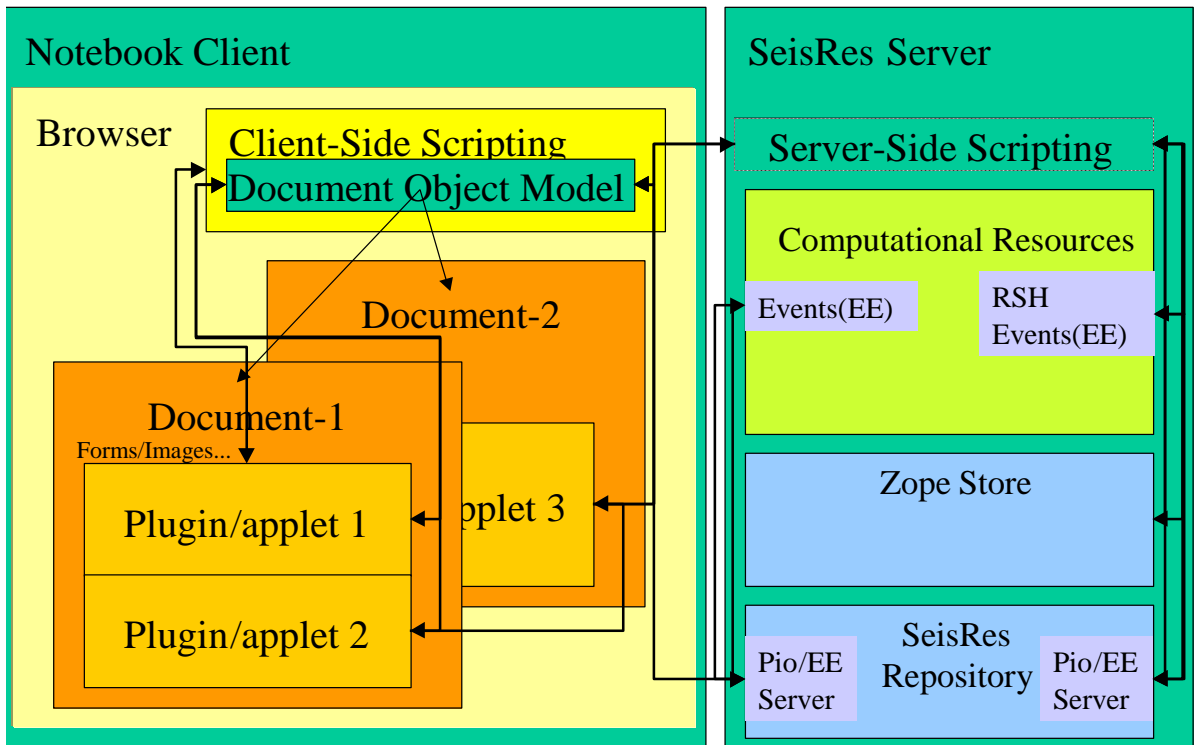 Notebook Client
Browser
Client-Side Scripting
Document Object Model
Document-2
Document-1
Forms/Images...
Plugin/applet 1
pplet 3
Plugin/applet 2
SeisRes Server
Server-Side Scripting
Computational Resources
Events(EE)
RSH
Events(EE)
Zope Store
SeisRes
Repository
Pio/EE
Server
Pio/EE
Server